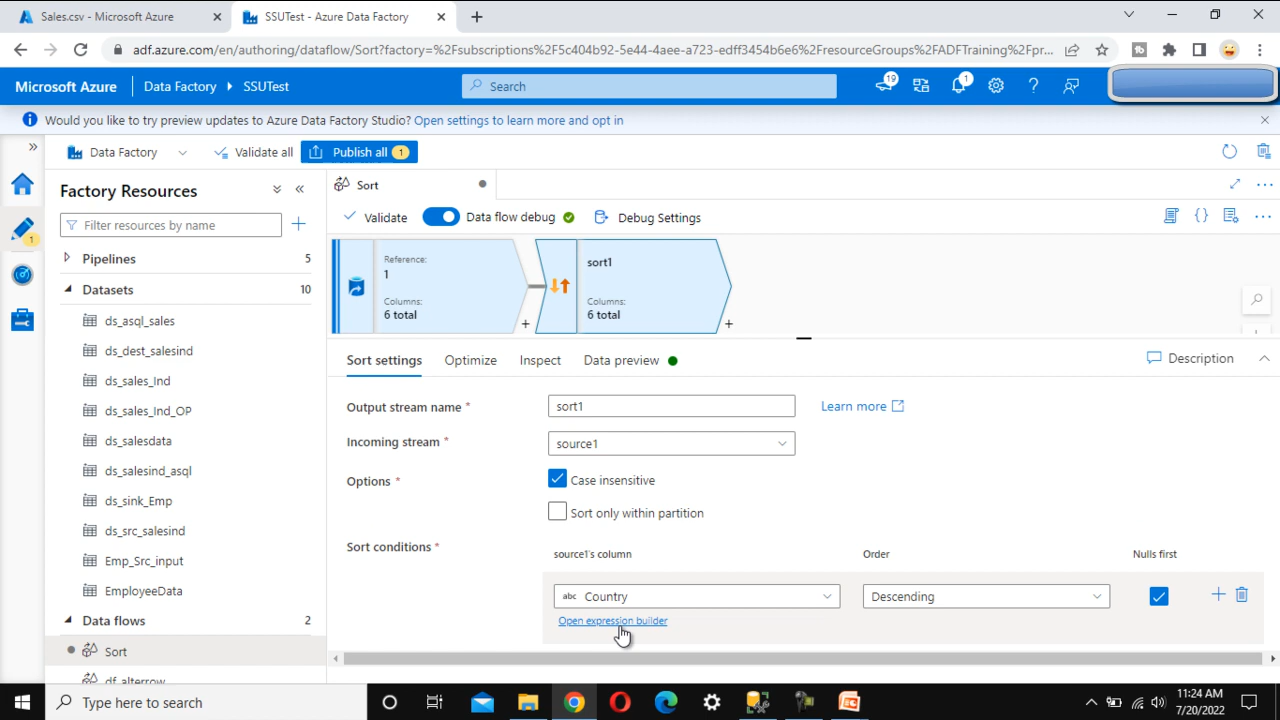 Sales.csv - Microsoft Azure
SSUTest - Azure Data Factory
adf.azure.com/en/authoring/dataflow/Sort?factory=%2Fsubscriptions%2F5c404b92-5e44-4aee-a723-edff3454b6e6%2FresourceGroups%2FADFTraining%2Fpr...
Microsoft Azure
Data Factory
SSUTest
Search
19
1
Would you like to try preview updates to Azure Data Factory Studio? Open settings to learn more and opt in
Data Factory
Validate all
Publish all 1
Factory Resources
Sort
Filter resources by name
Validate
Data flow debug
Debug Settings
1
Pipelines 5
Datasets 10
ds_asql_sales
ds_dest_salesind
ds_sales_Ind
ds_sales_Ind_OP
ds_salesdata
ds_salesind_asql
ds_sink_Emp
ds_src_salesind
Emp_Src_input
EmployeeData
Data flows 2
Sort
df_alterrow
Reference:
1
Columns:
6 total
sort1
Columns:
6 total
Sort settings
Optimize
Inspect
Data preview
Description
Output stream name *
sort1
Learn more
Incoming stream *
source1
Options *
Case insensitive
Sort only within partition
Sort conditions *
source1's column
Order
Nulls first
abc Country
Descending
Open expression builder
Type here to search
11:24 AM
7/20/2022